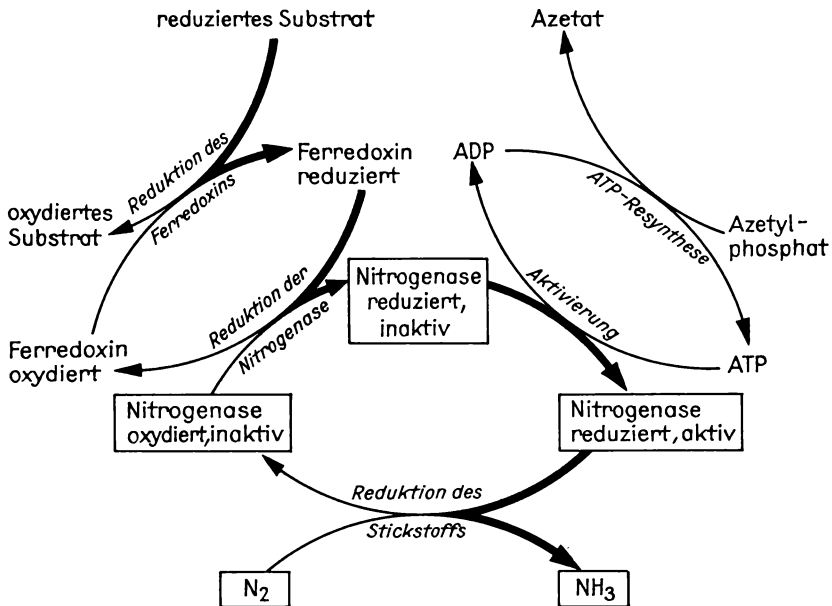 reduziertes Substrat
Azetat
Reduktion des
Ferredoxins
Ferredoxin
reduziert
ADP
ATP-Resynthese
oxydiertes
Substrat
Azetyl-
phosphat
Reduktion der
Nitrogenase
Nitrogenase
reduziert,
inaktiv
Aktivierung
Ferredoxin
oxydiert
ATP
Nitrogenase
oxydiert,inaktiv
Nitrogenase
reduziert, aktiv
Reduktion des
Stickstoffs
N₂
NH₃